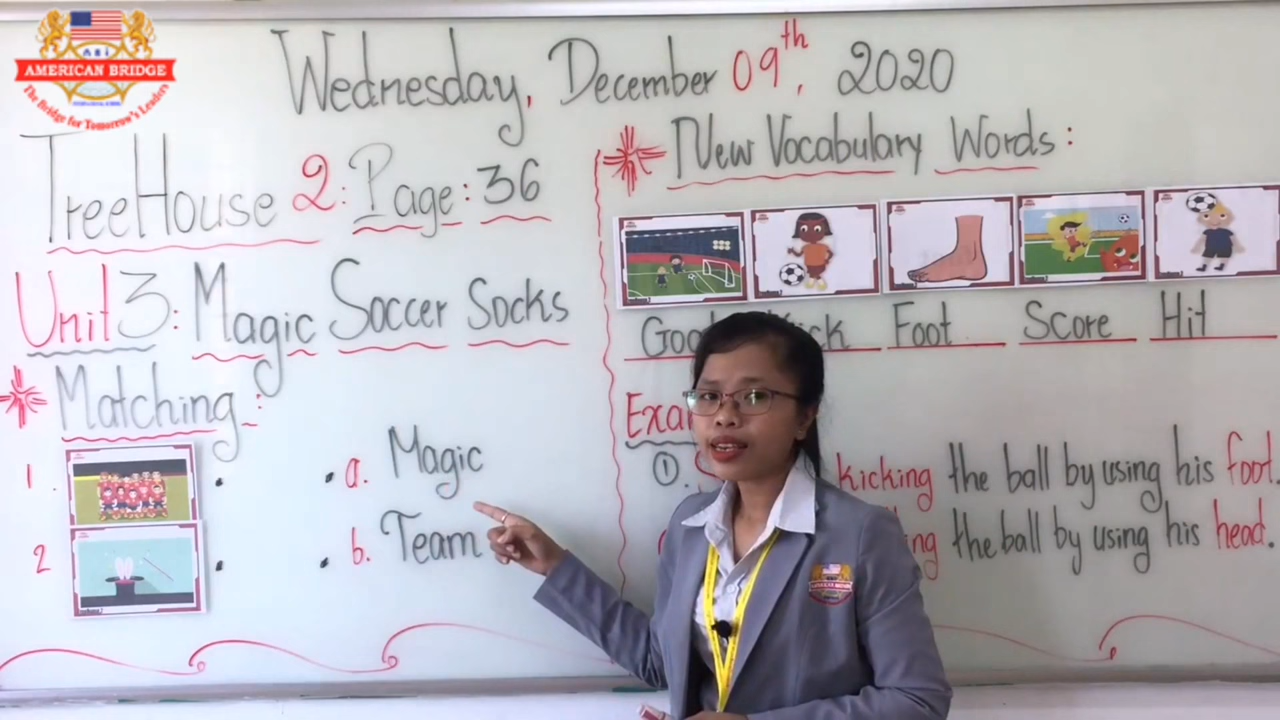 AMERICAN BRIDGE
The Bridge for Tomorrow's Leaders
Wednesday, December 09th, 2020
TreeHouse 2: Page: 36
Unit 3: Magic Soccer Socks
Matching:
1.
a. Magic
2
b. Team
New Vocabulary Words:
Foot Score Hit
①. kicking the ball by using his foot.
the ball by using his head.